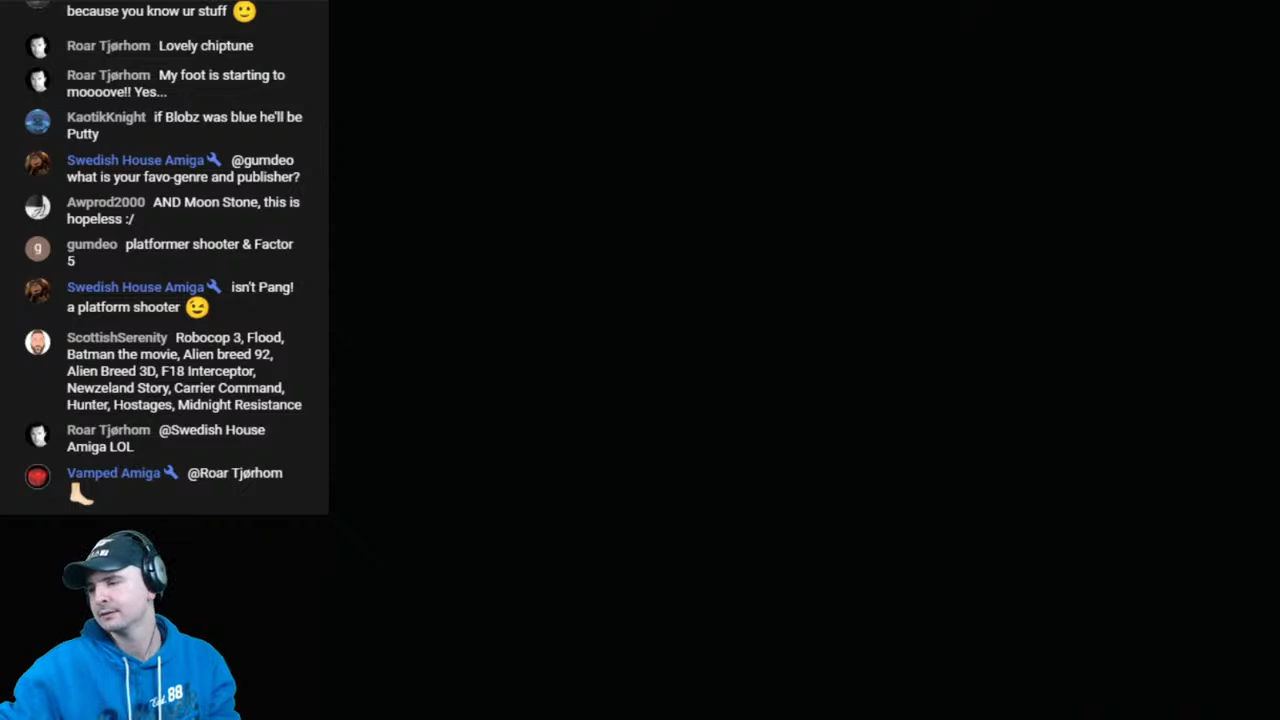 because you know ur stuff
Roar Tjørhom Lovely chiptune
Roar Tjørhom My foot is starting to
moooove!! Yes...
KaotikKnight if Blobz was blue he'll be
Putty
Swedish House Amiga @gumdeo
what is your favo-genre and publisher?
Awprod2000 AND Moon Stone, this is
hopeless :/
g gumdeo platformer shooter & Factor
5
Swedish House Amiga isn't Pang!
a platform shooter
ScottishSerenity Robocop 3, Flood,
Batman the movie, Alien breed 92,
Alien Breed 3D, F18 Interceptor,
Newzeland Story, Carrier Command,
Hunter, Hostages, Midnight Resistance
Roar Tjørhom @Swedish House
Amiga LOL
Vamped Amiga @Roar Tjørhom
88